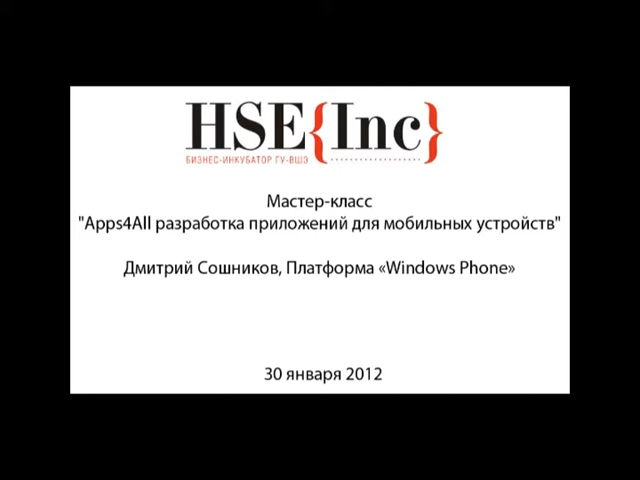 HSE{Inc}
БИЗНЕС-ИНКУБАТОР ГУ-ВШЭ
Мастер-класс
"Apps4All разработка приложений для мобильных устройств"
Дмитрий Сошников, Платформа «Windows Phone»
30 января 2012